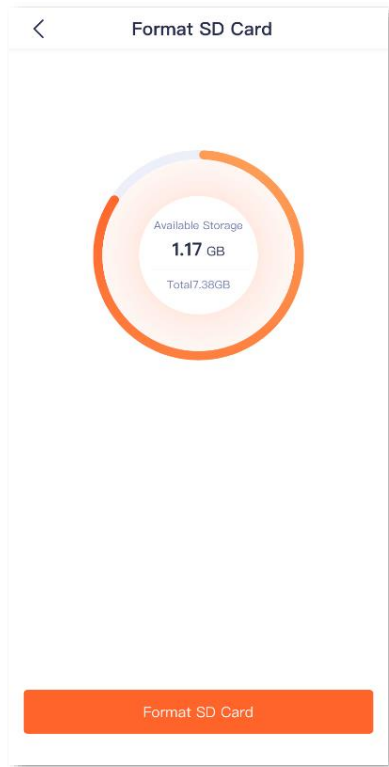 Format SD Card
Available Storage
1.17 GB
Total7.38GB
Format SD Card